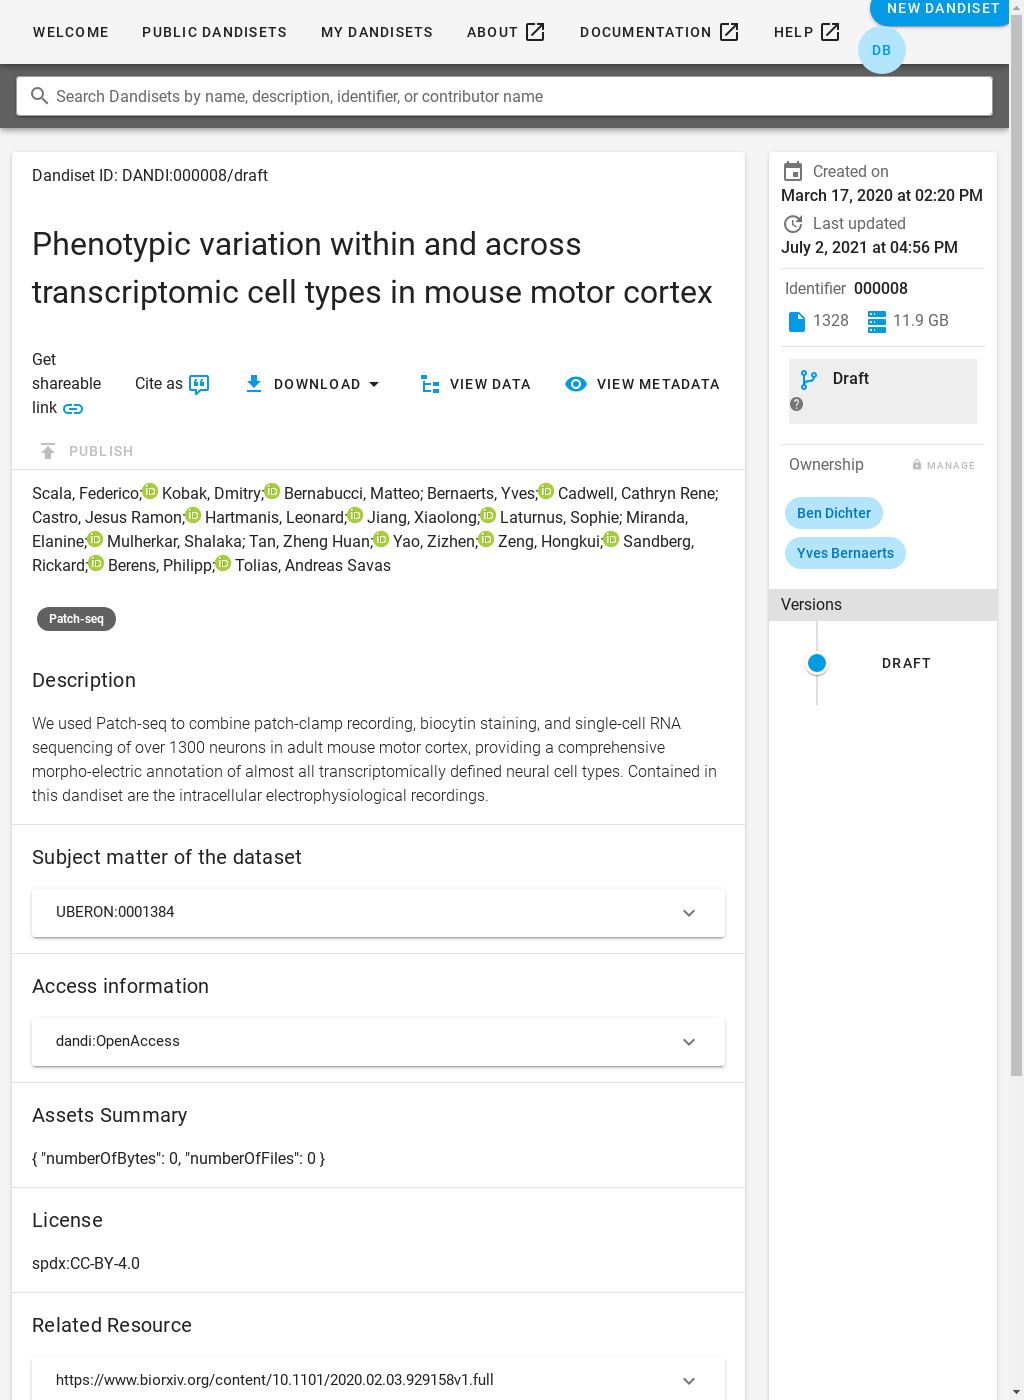 NEW DANDISET
WELCOME PUBLIC DANDISETS MY DANDISETS ABOUT DOCUMENTATION HELP
DB
Search Dandisets by name, description, identifier, or contributor name
Dandiset ID: DANDI:000008/draft
Phenotypic variation within and across
transcriptomic cell types in mouse motor cortex
Get
shareable
link
Cite as
DOWNLOAD
VIEW DATA
VIEW METADATA
PUBLISH
Scala, Federico; Kobak, Dmitry; Bernabucci, Matteo; Bernaerts, Yves; Cadwell, Cathryn Rene;
Castro, Jesus Ramon; Hartmanis, Leonard; Jiang, Xiaolong; Laturnus, Sophie; Miranda,
Elanine; Mulherkar, Shalaka; Tan, Zheng Huan; Yao, Zizhen; Zeng, Hongkui; Sandberg,
Rickard; Berens, Philipp; Tolias, Andreas Savas
Patch-seq
Description
We used Patch-seq to combine patch-clamp recording, biocytin staining, and single-cell RNA
sequencing of over 1300 neurons in adult mouse motor cortex, providing a comprehensive
morpho-electric annotation of almost all transcriptomically defined neural cell types. Contained in
this dandiset are the intracellular electrophysiological recordings.
Subject matter of the dataset
UBERON:0001384
Access information
dandi:OpenAccess
Assets Summary
{ "numberOfBytes": 0, "numberOfFiles": 0 }
License
spdx:CC-BY-4.0
Related Resource
https://www.biorxiv.org/content/10.1101/2020.02.03.929158v1.full
Created on
March 17, 2020 at 02:20 PM
Last updated
July 2, 2021 at 04:56 PM
Identifier 000008
1328 11.9 GB
Draft
Ownership MANAGE
Ben Dichter
Yves Bernaerts
Versions
DRAFT